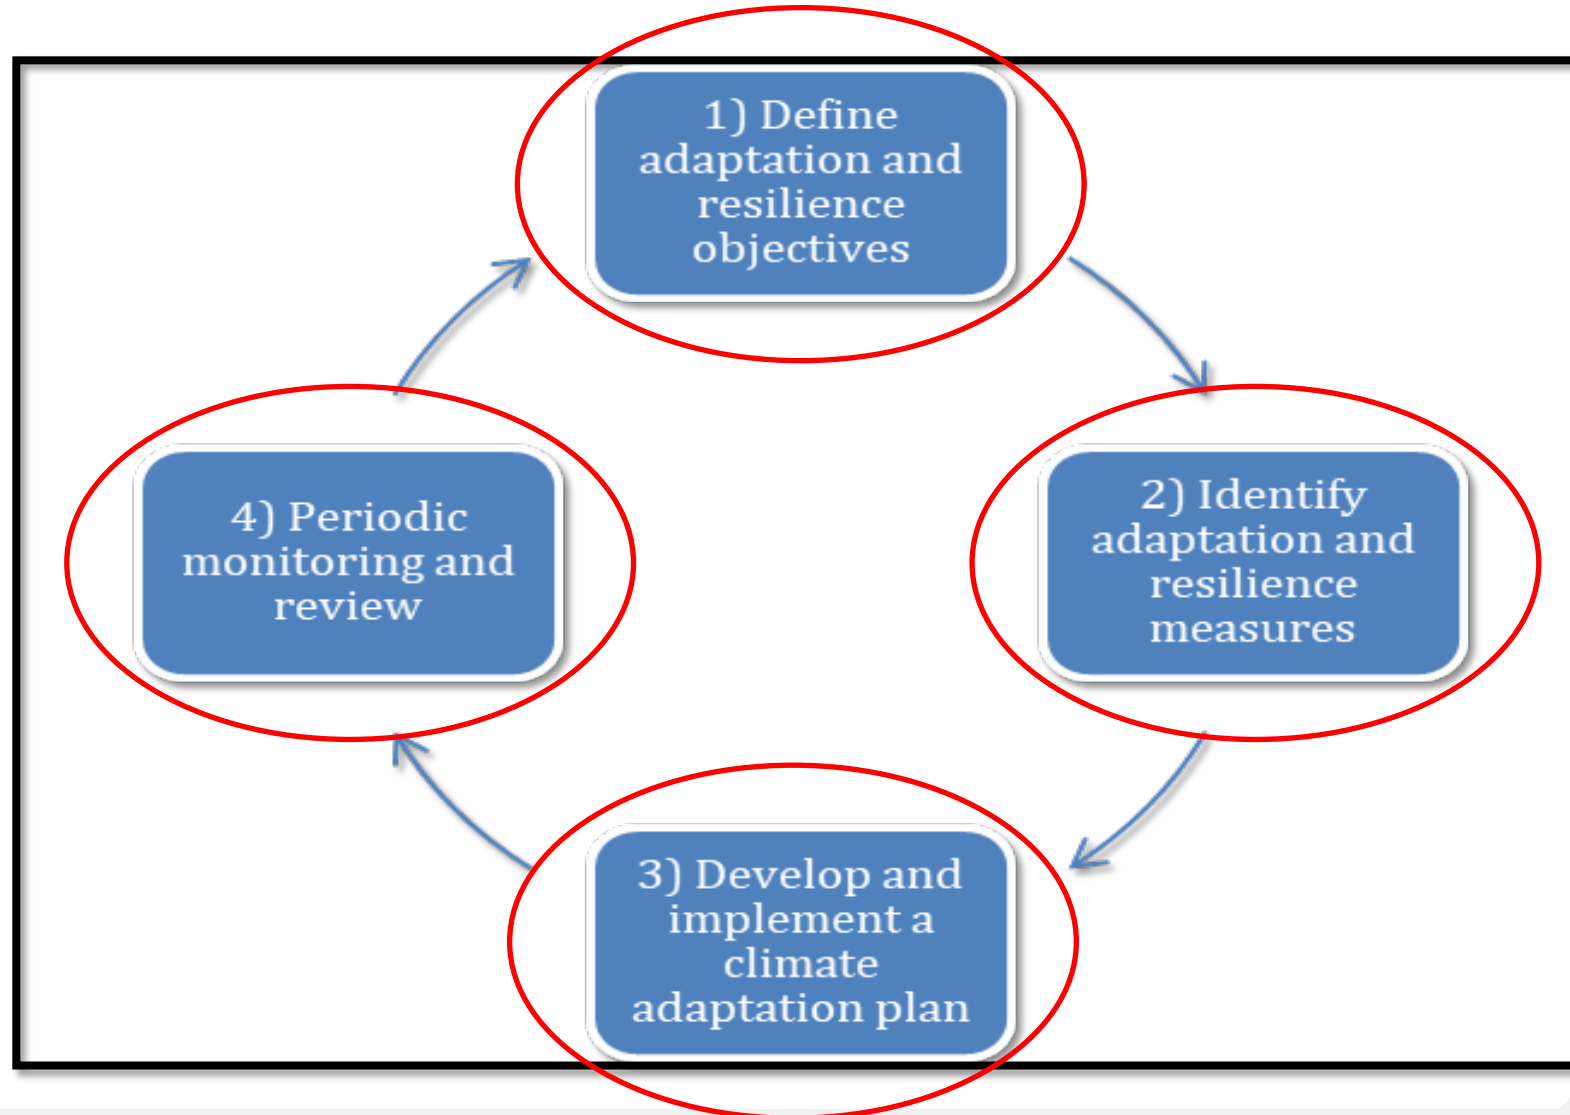 1) Define
adaptation and
resilience
objectives
2) Identify
adaptation and
resilience
measures
3) Develop and
implement a
climate
adaptation plan
4) Periodic
monitoring and
review